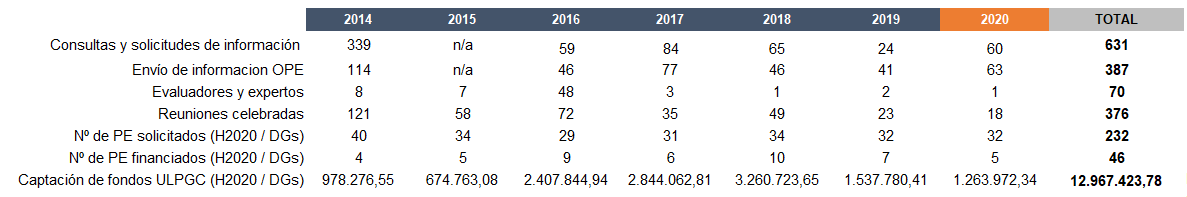 2014 2015 2016 2017 2018 2019 2020 TOTAL
Consultas y solicitudes de información 339 n/a 59 84 65 24 60 631
Envío de informacion OPE 114 n/a 46 77 46 41 63 387
Evaluadores y expertos 8 7 48 3 1 2 1 70
Reuniones celebradas 121 58 72 35 49 23 18 376
Nº de PE solicitados (H2020 / DGs) 40 34 29 31 34 32 32 232
Nº de PE financiados (H2020 / DGs) 4 5 9 6 10 7 5 46
Captación de fondos ULPGC (H2020 / DGs) 978.276,55 674.763,08 2.407.844,94 2.844.062,81 3.260.723,65 1.537.780,41 1.263.972,34 12.967.423,78